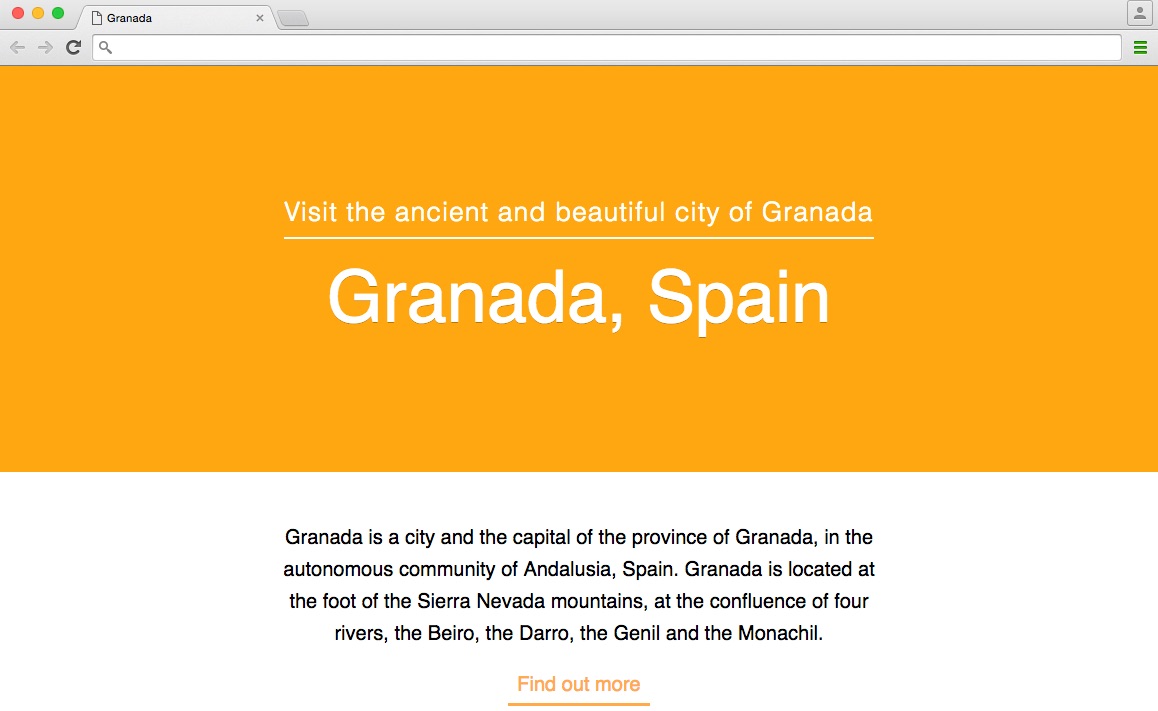 Granada
Visit the ancient and beautiful city of Granada
Granada, Spain
Granada is a city and the capital of the province of Granada, in the
autonomous community of Andalusia, Spain. Granada is located at
the foot of the Sierra Nevada mountains, at the confluence of four
rivers, the Beiro, the Darro, the Genil and the Monachil.
Find out more